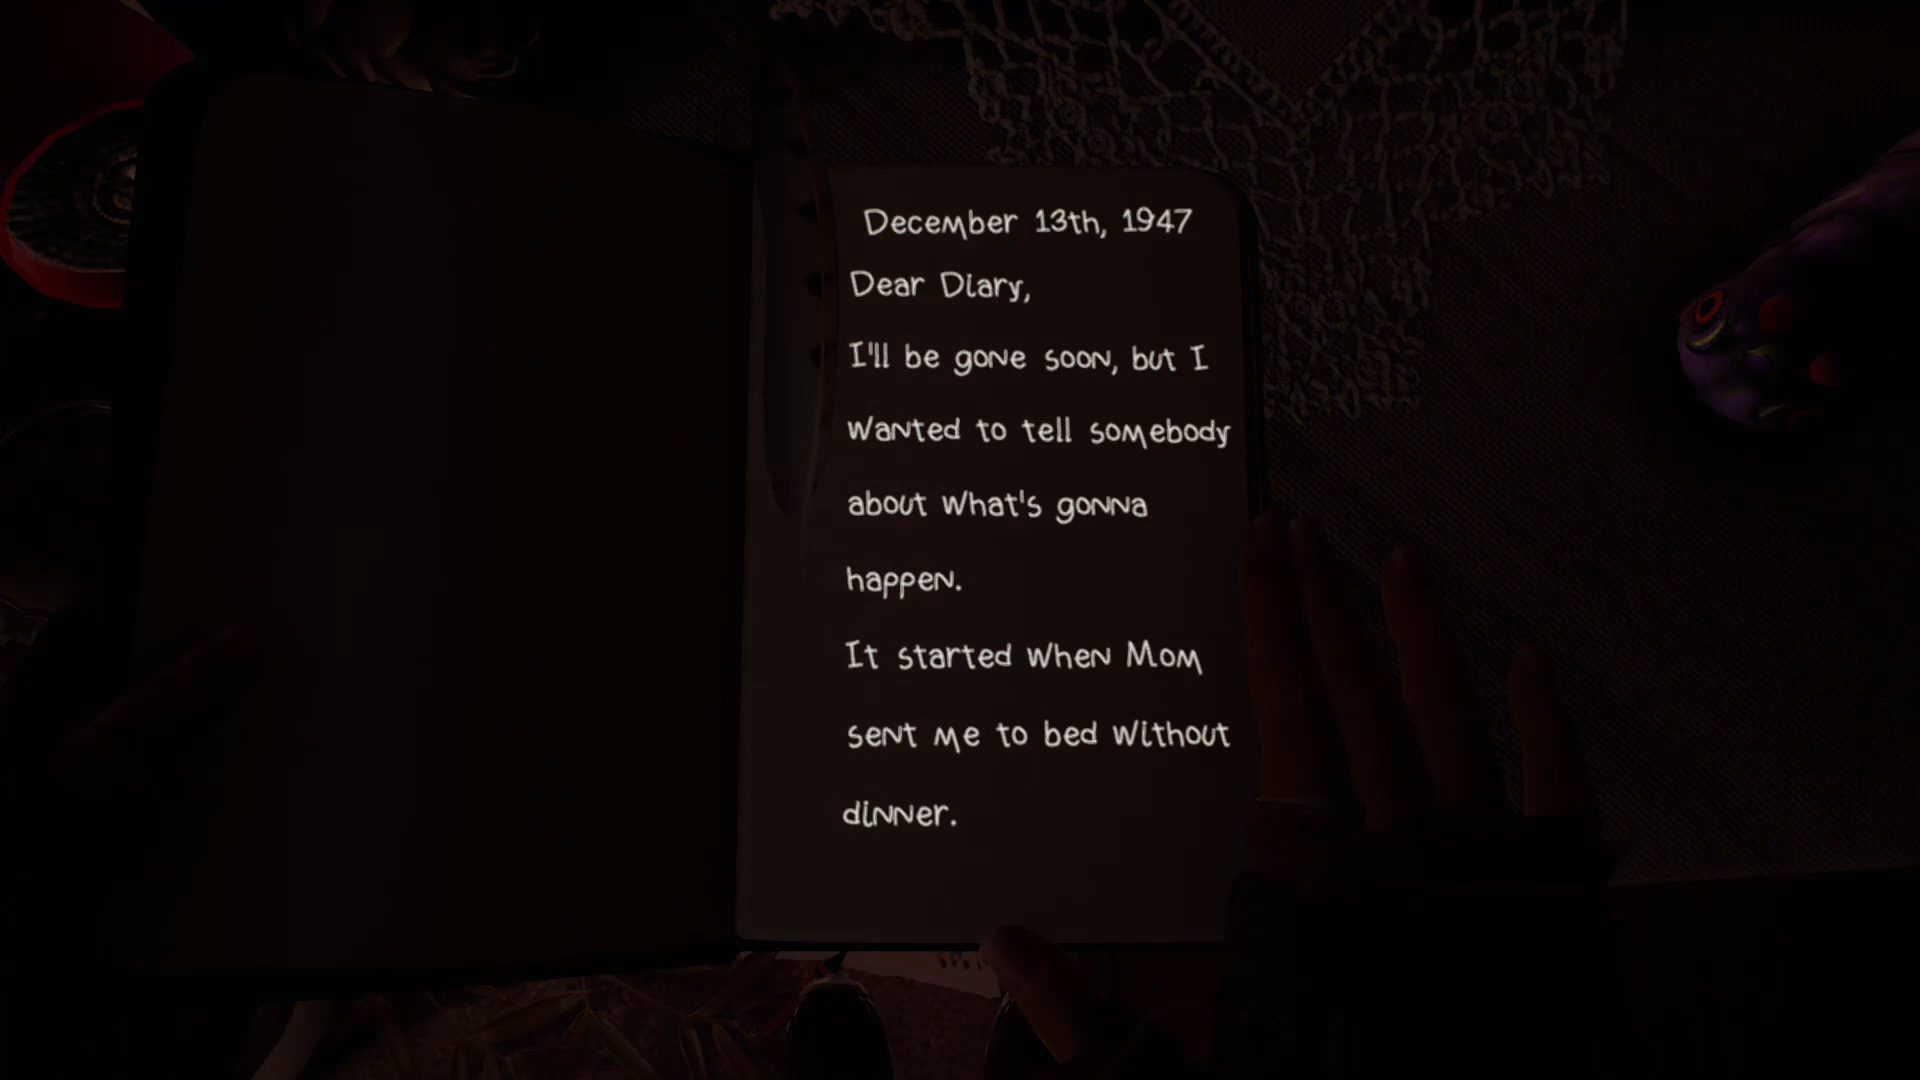 December 13th, 1947
Dear Diary,
I'll be gone soon, but I
wanted to tell somebody
about what's gonna
happen.
It started when Mom
sent me to bed without
dinner.